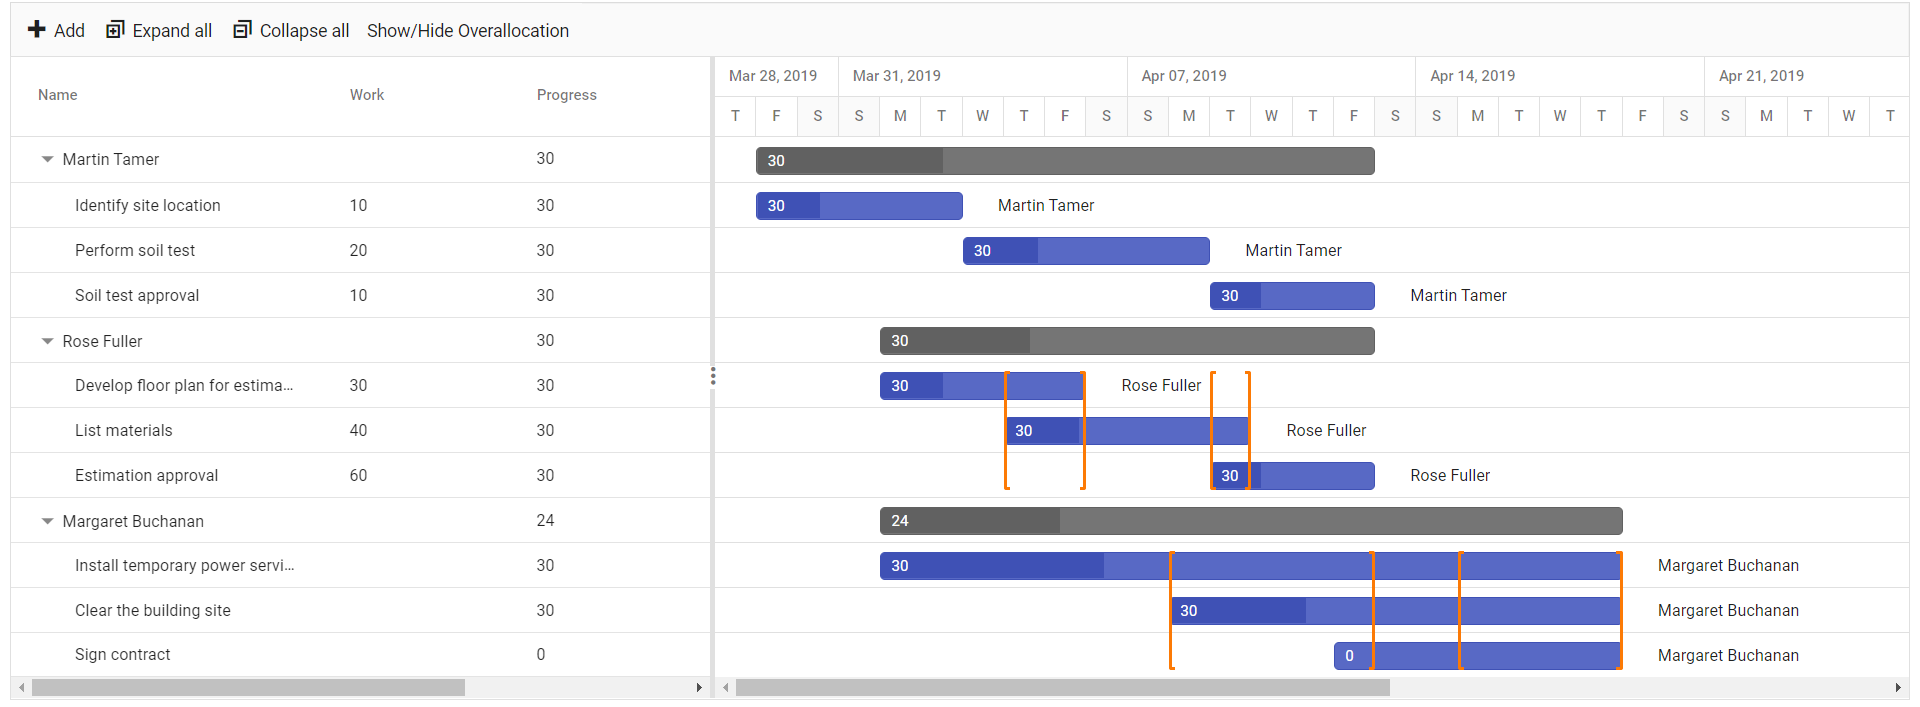 Add Expand all Collapse all Show/Hide Overallocation
Name Work Progress
Mar 28, 2019 Mar 31, 2019 Apr 07, 2019 Apr 14, 2019 Apr 21, 2019
T F S S M T W T F S S M T W T F S S M T W T F S S M T W T
Martin Tamer 30 30
Identify site location 10 30 30 Martin Tamer
Perform soil test 20 30 30 Martin Tamer
Soil test approval 10 30 30 Martin Tamer
Rose Fuller 30 30
Develop floor plan for estima... 30 30 30 Rose Fuller
List materials 40 30 30 Rose Fuller
Estimation approval 60 30 30 Rose Fuller
Margaret Buchanan 24 24
Install temporary power servi... 30 30 Margaret Buchanan
Clear the building site 30 30 Margaret Buchanan
Sign contract 0 0 Margaret Buchanan